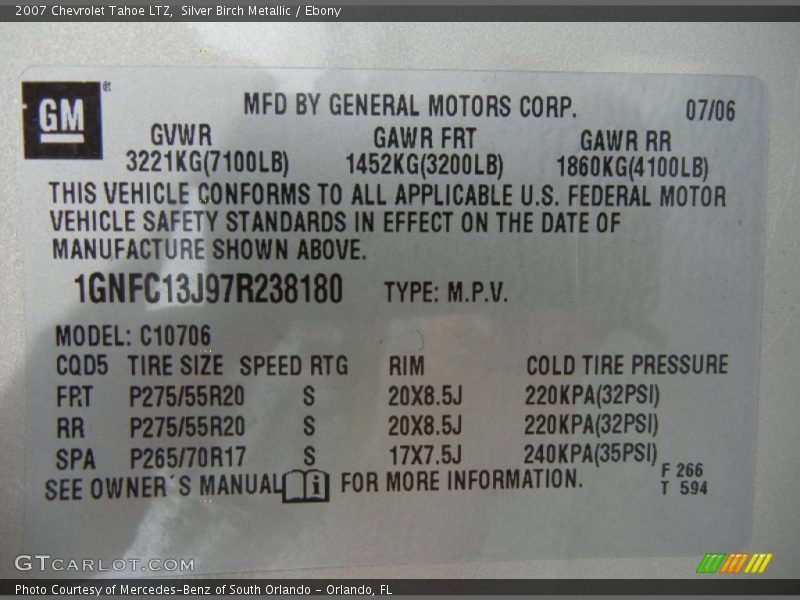 2007 Chevrolet Tahoe LTZ, Silver Birch Metallic / Ebony
GM®
MFD BY GENERAL MOTORS CORP. 07/06
GVWR GAWR FRT GAWR RR
3221KG(7100LB) 1452KG(3200LB) 1860KG(4100LB)
THIS VEHICLE CONFORMS TO ALL APPLICABLE U.S. FEDERAL MOTOR
VEHICLE SAFETY STANDARDS IN EFFECT ON THE DATE OF
MANUFACTURE SHOWN ABOVE.
1GNFC13J97R238180 TYPE: M.P.V.
MODEL: C10706
CQD5 TIRE SIZE SPEED RTG RIM COLD TIRE PRESSURE
FRT P275/55R20 S 20X8.5J 220KPA(32PSI)
RR P275/55R20 S 20X8.5J 220KPA(32PSI)
SPA P265/70R17 S 17X7.5J 240KPA(35PSI)
SEE OWNER´S MANUAL i FOR MORE INFORMATION.
F 266
T 594
GTCARLOT.COM
Photo Courtesy of Mercedes-Benz of South Orlando - Orlando, FL